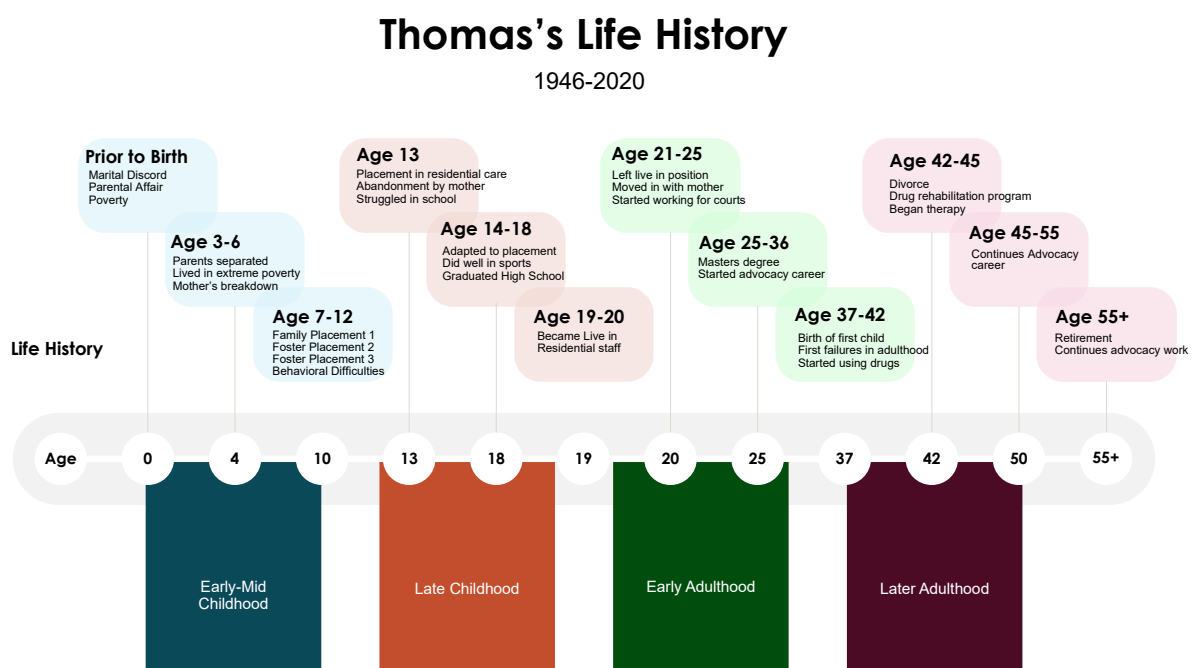 Thomas’s Life History
1946-2020
Prior to Birth
Marital Discord
Parental Affair
Poverty
Age 3-6
Parents separated
Lived in extreme poverty
Mother’s breakdown
Age 7-12
Family Placement 1
Foster Placement 2
Foster Placement 3
Behavioral Difficulties
Age 13
Placement in residential care
Abandonment by mother
Struggled in school
Age 14-18
Adapted to placement
Did well in sports
Graduated High School
Age 19-20
Became Live in
Residential staff
Age 21-25
Left live in position
Moved in with mother
Started working for courts
Age 25-36
Masters degree
Started advocacy career
Age 37-42
Birth of first child
First failures in adulthood
Started using drugs
Age 42-45
Divorce
Drug rehabilitation program
Began therapy
Age 45-55
Continues Advocacy
career
Age 55+
Retirement
Continues advocacy work
Life History
Age 0 4 10 13 18 19 20 25 37 42 50 55+
Early-Mid
Childhood
Late Childhood
Early Adulthood
Later Adulthood